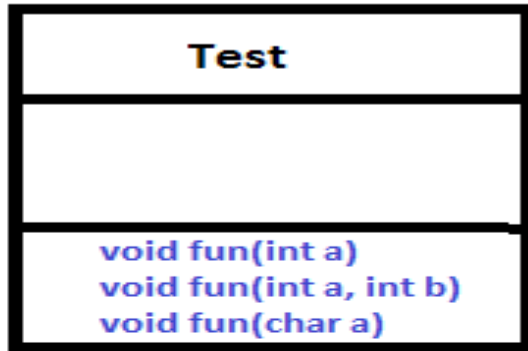 Test
void fun(int a)
void fun(int a, int b)
void fun(char a)